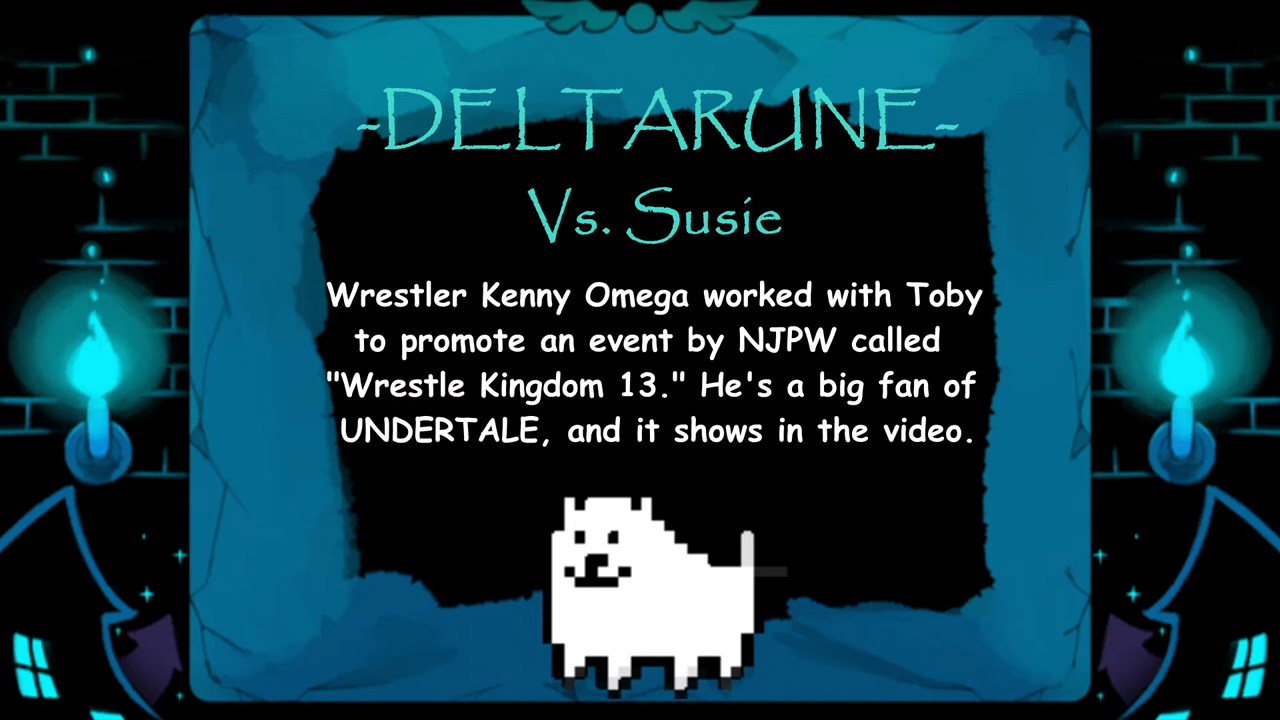 -DELTARUNE-
Vs. Susie
Wrestler Kenny Omega worked with Toby
to promote an event by NJPW called
"Wrestle Kingdom 13." He's a big fan of
UNDERTALE, and it shows in the video.